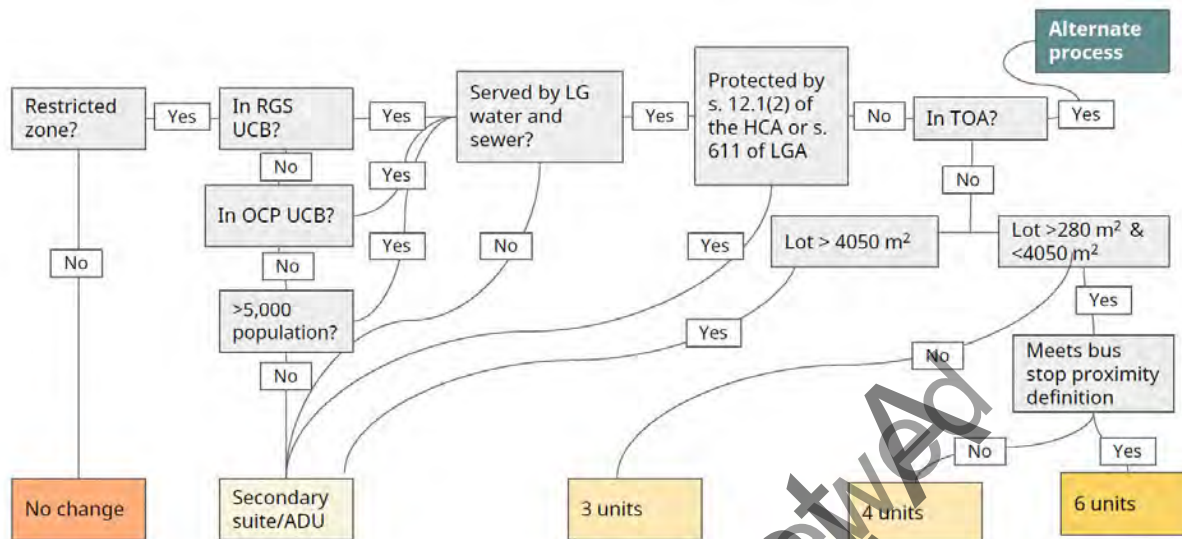 Alternate
process
Restricted
zone?
Yes
In RGS
UCB?
Yes
Served by LG
water and
sewer?
Yes
Protected by
s. 12.1(2) of
the HCA or s.
611 of LGA
No
In TOA?
Yes
No
Yes
No
In OCP UCB?
Lot > 4050 m²
Lot >280 m² &
<4050 m²
No
Yes
No
Yes
No
Yes
>5,000
population?
Yes
No
Meets bus
stop proximity
definition
No
No
Yes
No change
Secondary
suite/ADU
3 units
4 units
6 units